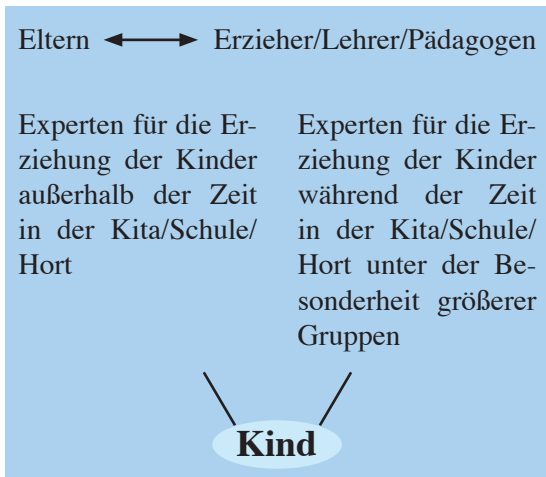 Eltern ⟷ Erzieher/Lehrer/Pädagogen
Experten für die Er-
ziehung der Kinder
außerhalb der Zeit
in der Kita/Schule/
Hort
Experten für die Er-
ziehung der Kinder
während der Zeit
in der Kita/Schule/
Hort unter der Be-
sonderheit größerer
Gruppen
Kind